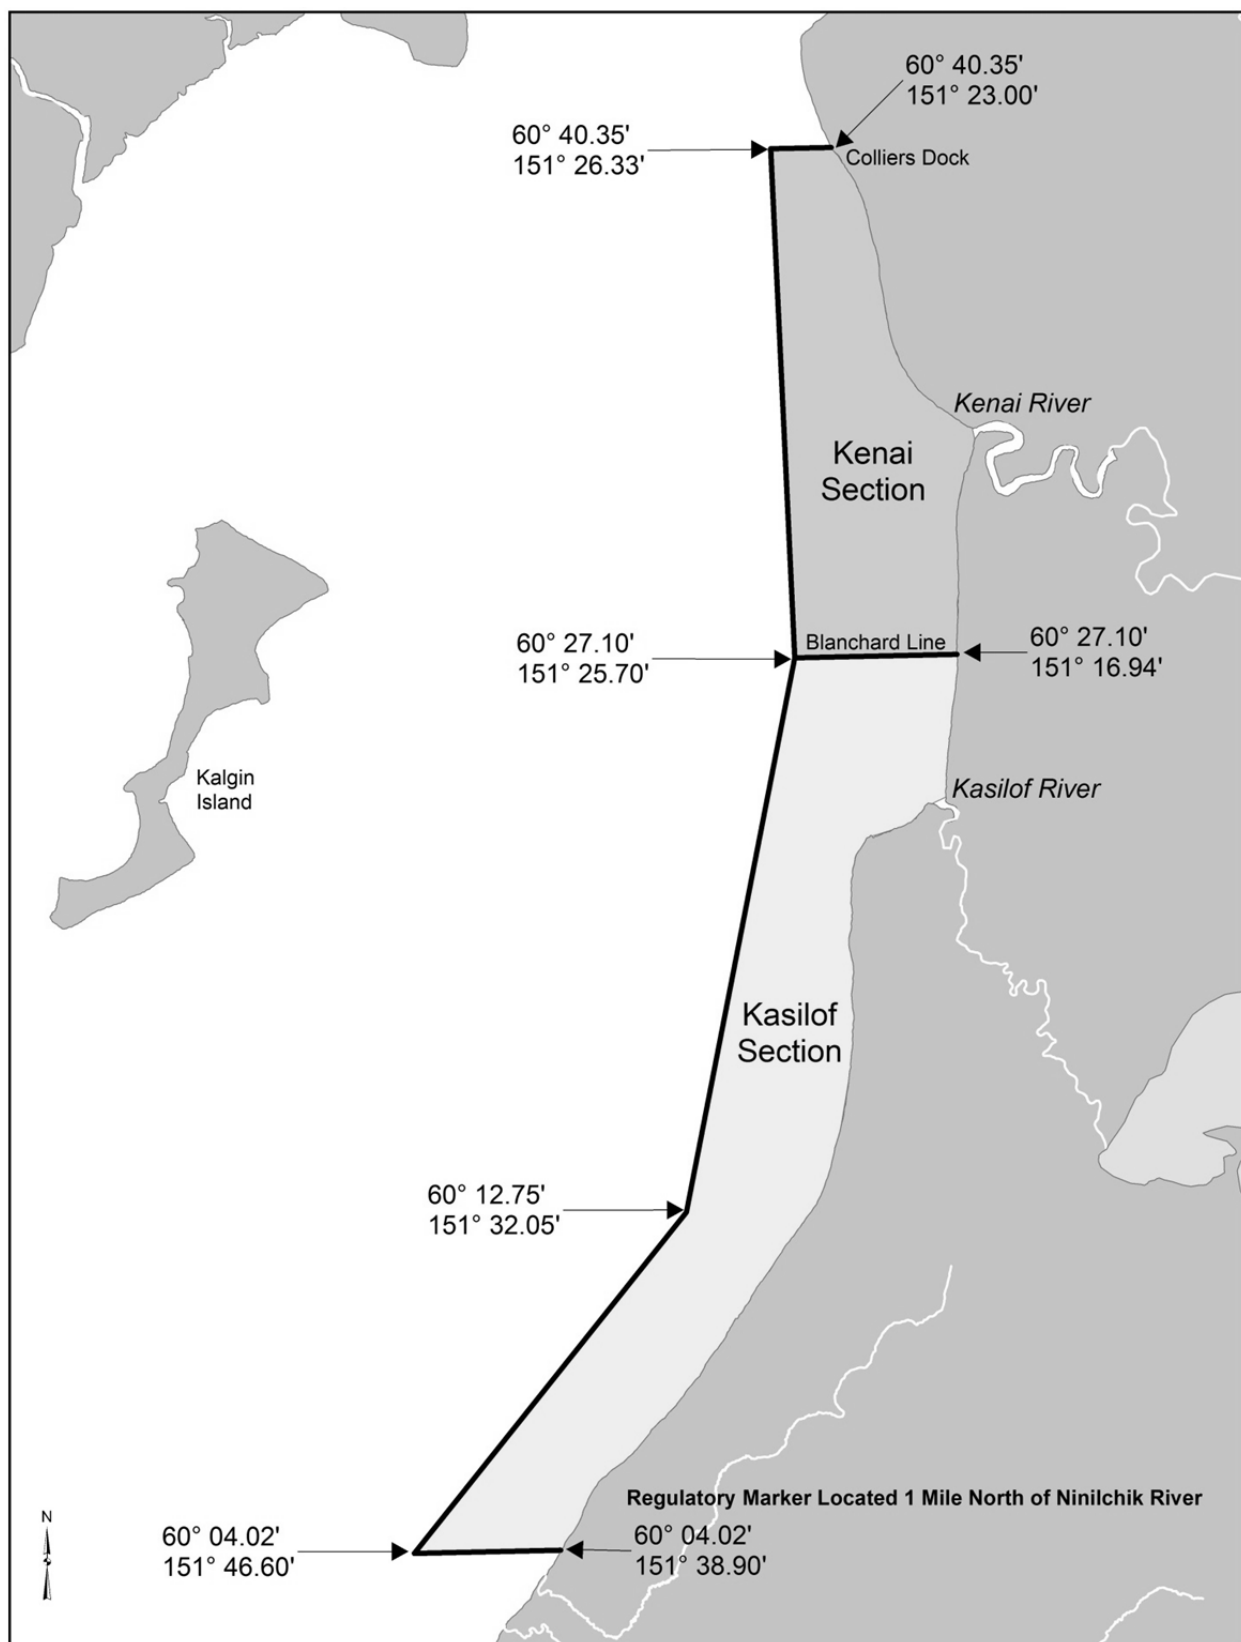 60° 40.35'
151° 23.00'
60° 40.35'
151° 26.33'
Colliers Dock
Kenai River
Kenai
Section
Blanchard Line
60° 27.10'
151° 25.70'
60° 27.10'
151° 16.94'
Kalgin
Island
Kasilof River
Kasilof
Section
60° 12.75'
151° 32.05'
Regulatory Marker Located 1 Mile North of Ninilchik River
N
60° 04.02'
151° 46.60'
60° 04.02'
151° 38.90'